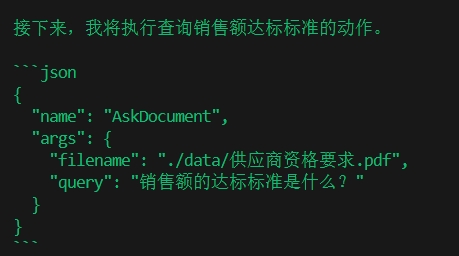 接下来，我将执行查询销售额达标标准的动作。
```json
{
  "name": "AskDocument",
  "args": {
    "filename": "./data/供应商资格要求.pdf",
    "query": "销售额的达标标准是什么？"
  }
}
```